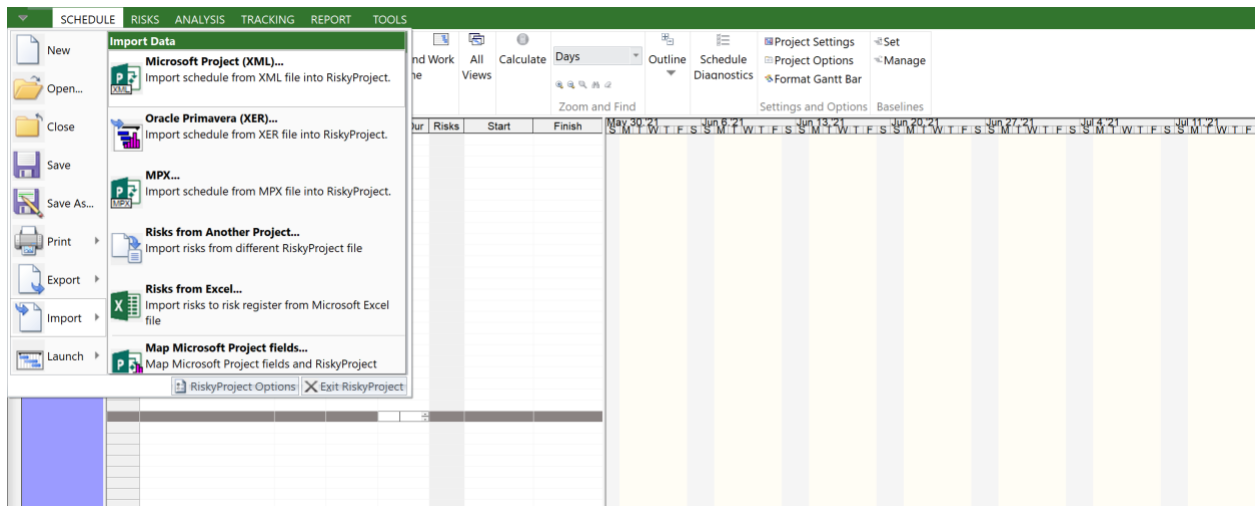 SCHEDULE RISKS ANALYSIS TRACKING REPORT TOOLS
New
Open...
Close
Save
Save As...
Print
Export
Import
Launch
Import Data
Microsoft Project (XML)...
Import schedule from XML file into RiskyProject.
XML
Oracle Primavera (XER)...
Import schedule from XER file into RiskyProject.
MPX...
Import schedule from MPX file into RiskyProject.
MPX
Risks from Another Project...
Import risks from different RiskyProject file
Risks from Excel...
Import risks to risk register from Microsoft Excel
file
Map Microsoft Project fields...
Map Microsoft Project fields and RiskyProject
RiskyProject Options Exit RiskyProject
Work
All
Views
Calculate
Days
Zoom and Find
Outline
Schedule
Diagnostics
Project Settings
Project Options
Format Gantt Bar
Settings and Options
Set
Manage
Baselines
Risks Start Finish
May 30,'21 Jun 6,'21 Jun 13,'21 Jun 20,'21 Jun 27,'21 Jul 4,'21 Jul 11,'21
S M T W T F S S M T W T F S S M T W T F S S M T W T F S S M T W T F S S M T W T F S S M T W T F